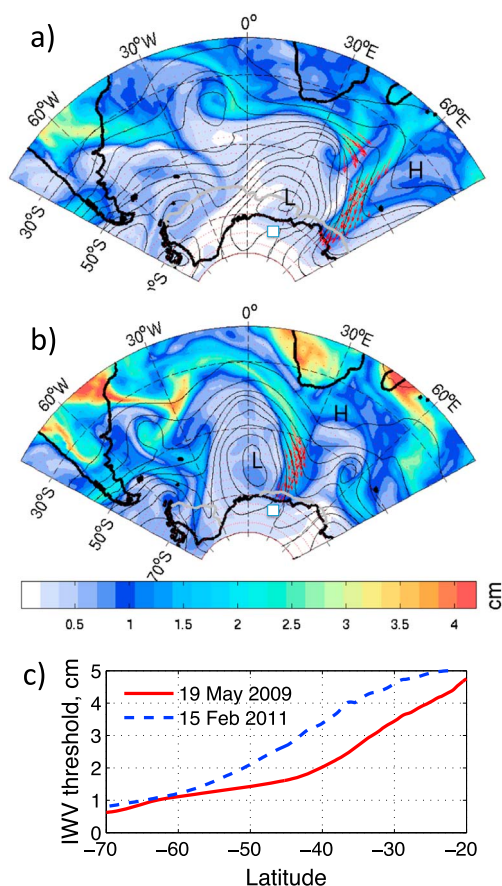 a)
0°
30°W
30°E
60°W
60°E
H
L
30°S
50°S
°S
b)
0°
30°W
30°E
60°W
60°E
H
L
30°S
50°S
70°S
0.5 1 1.5 2 2.5 3 3.5 4
cm
c)
IWV threshold, cm
5
4
3
2
1
0
19 May 2009
15 Feb 2011
−70 −60 −50 −40 −30 −20
Latitude